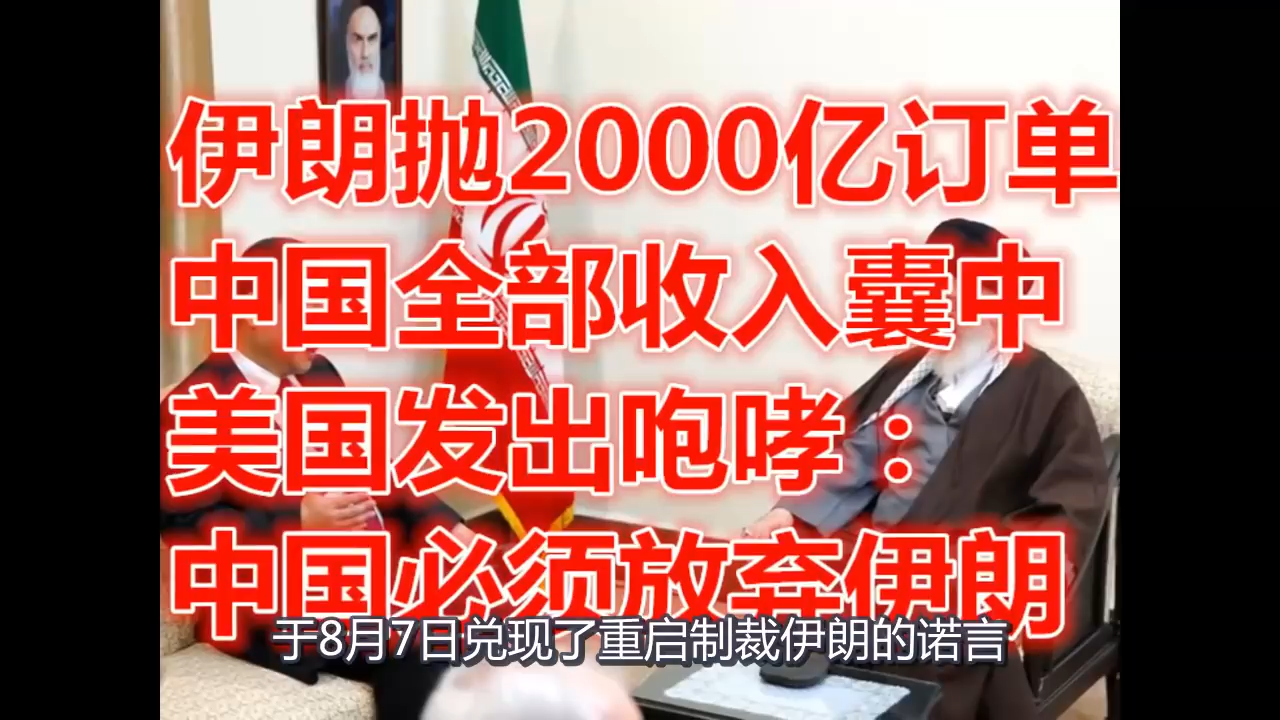 伊朗抛2000亿订单
中国全部收入囊中
美国发出咆哮：
中国必须放弃伊朗
于8月7日兑现了重启制裁伊朗的诺言